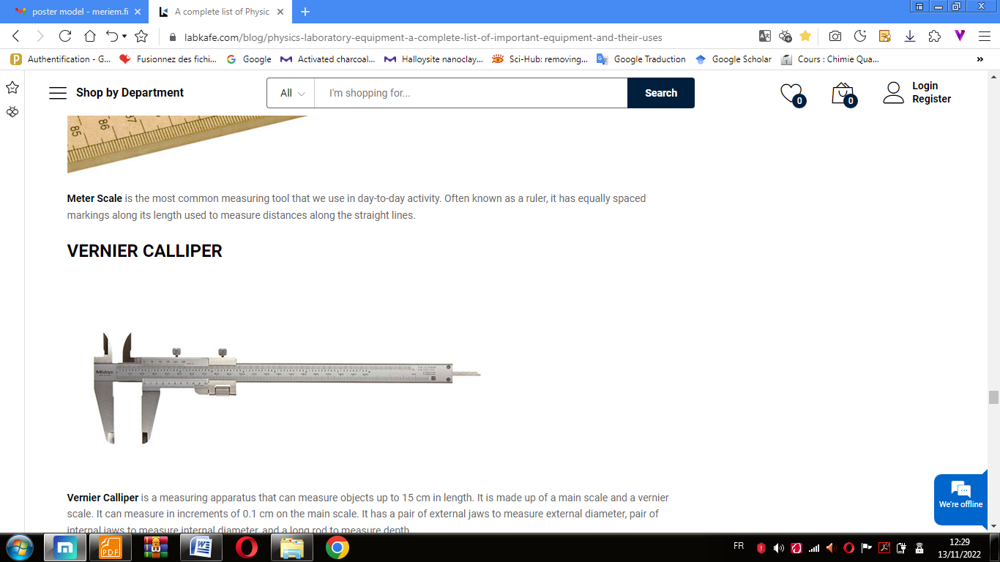 poster model - meriem.fi
A complete list of Physic
labkafe.com/blog/physics-laboratory-equipment-a-complete-list-of-important-equipment-and-their-uses
Authentification - G...
Fusionnez des fichi...
Google
Activated charcoal...
Halloysite nanoclay...
Sci-Hub: removing...
Google Traduction
Google Scholar
Cours : Chimie Qua...
Shop by Department
All
I'm shopping for...
Search
0
0
Login
Register
85
86
87
Meter Scale is the most common measuring tool that we use in day-to-day activity. Often known as a ruler, it has equally spaced
markings along its length used to measure distances along the straight lines.
VERNIER CALLIPER
Mitutoyo
Vernier Calliper is a measuring apparatus that can measure objects up to 15 cm in length. It is made up of a main scale and a vernier
scale. It can measure in increments of 0.1 cm on the main scale. It has a pair of external jaws to measure external diameter, pair of
internal jaws to measure internal diameter, and a long rod to measure depth.
We're offline
PDF
FR
12:29
13/11/2022